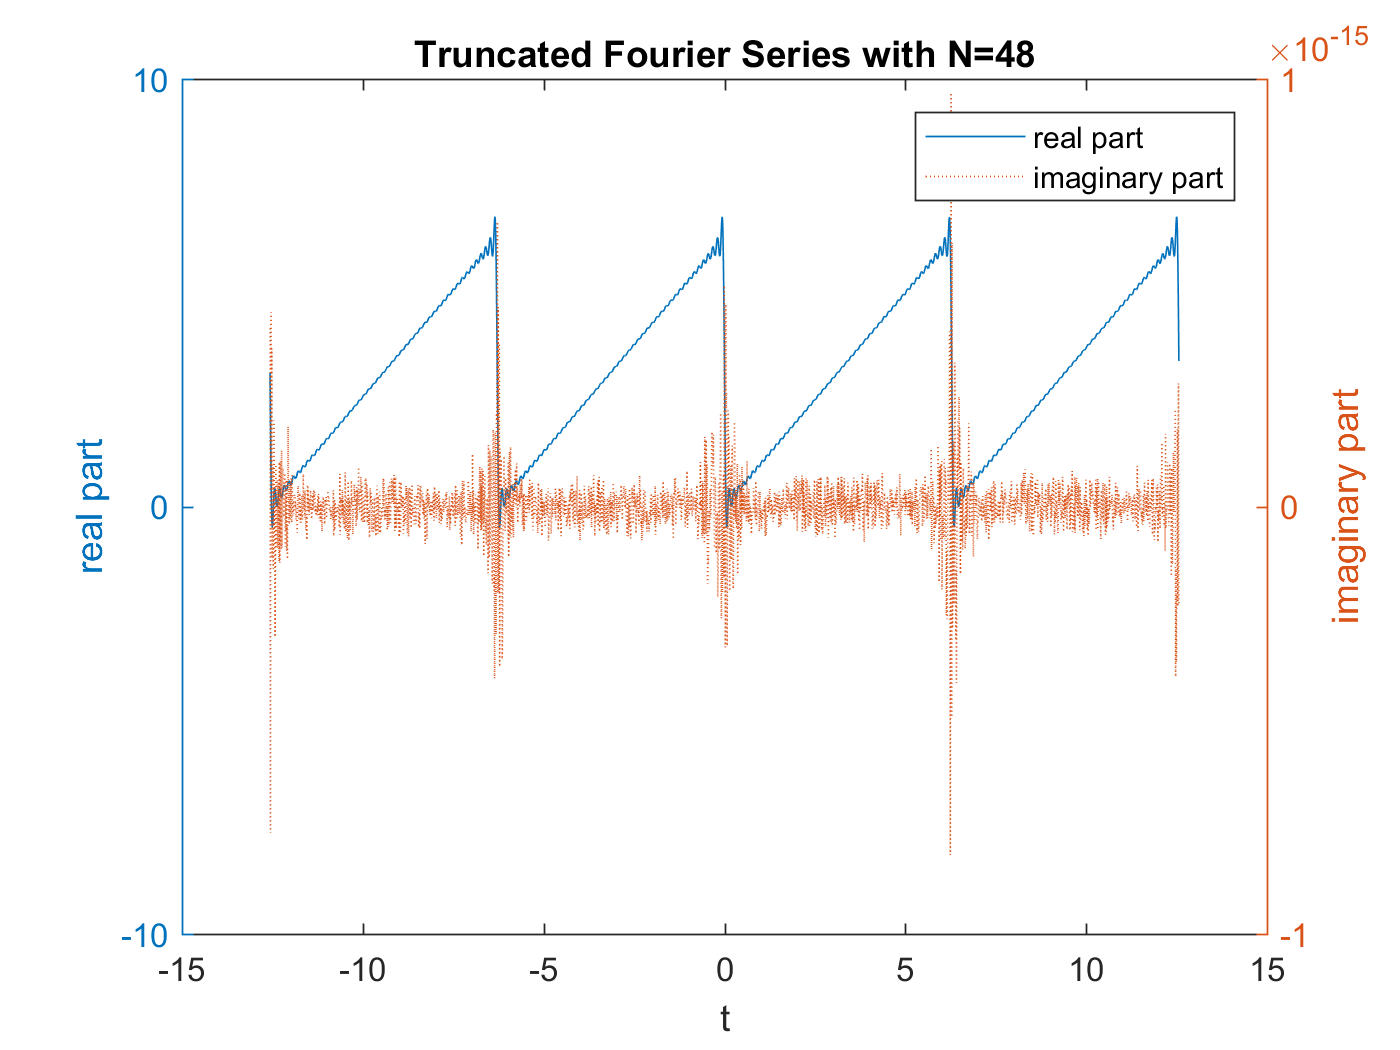 Truncated Fourier Series with N=48
×10-15
10
0
-10
real part
1
0
-1
imaginary part
real part
imaginary part
-15 -10 -5 0 5 10 15
t